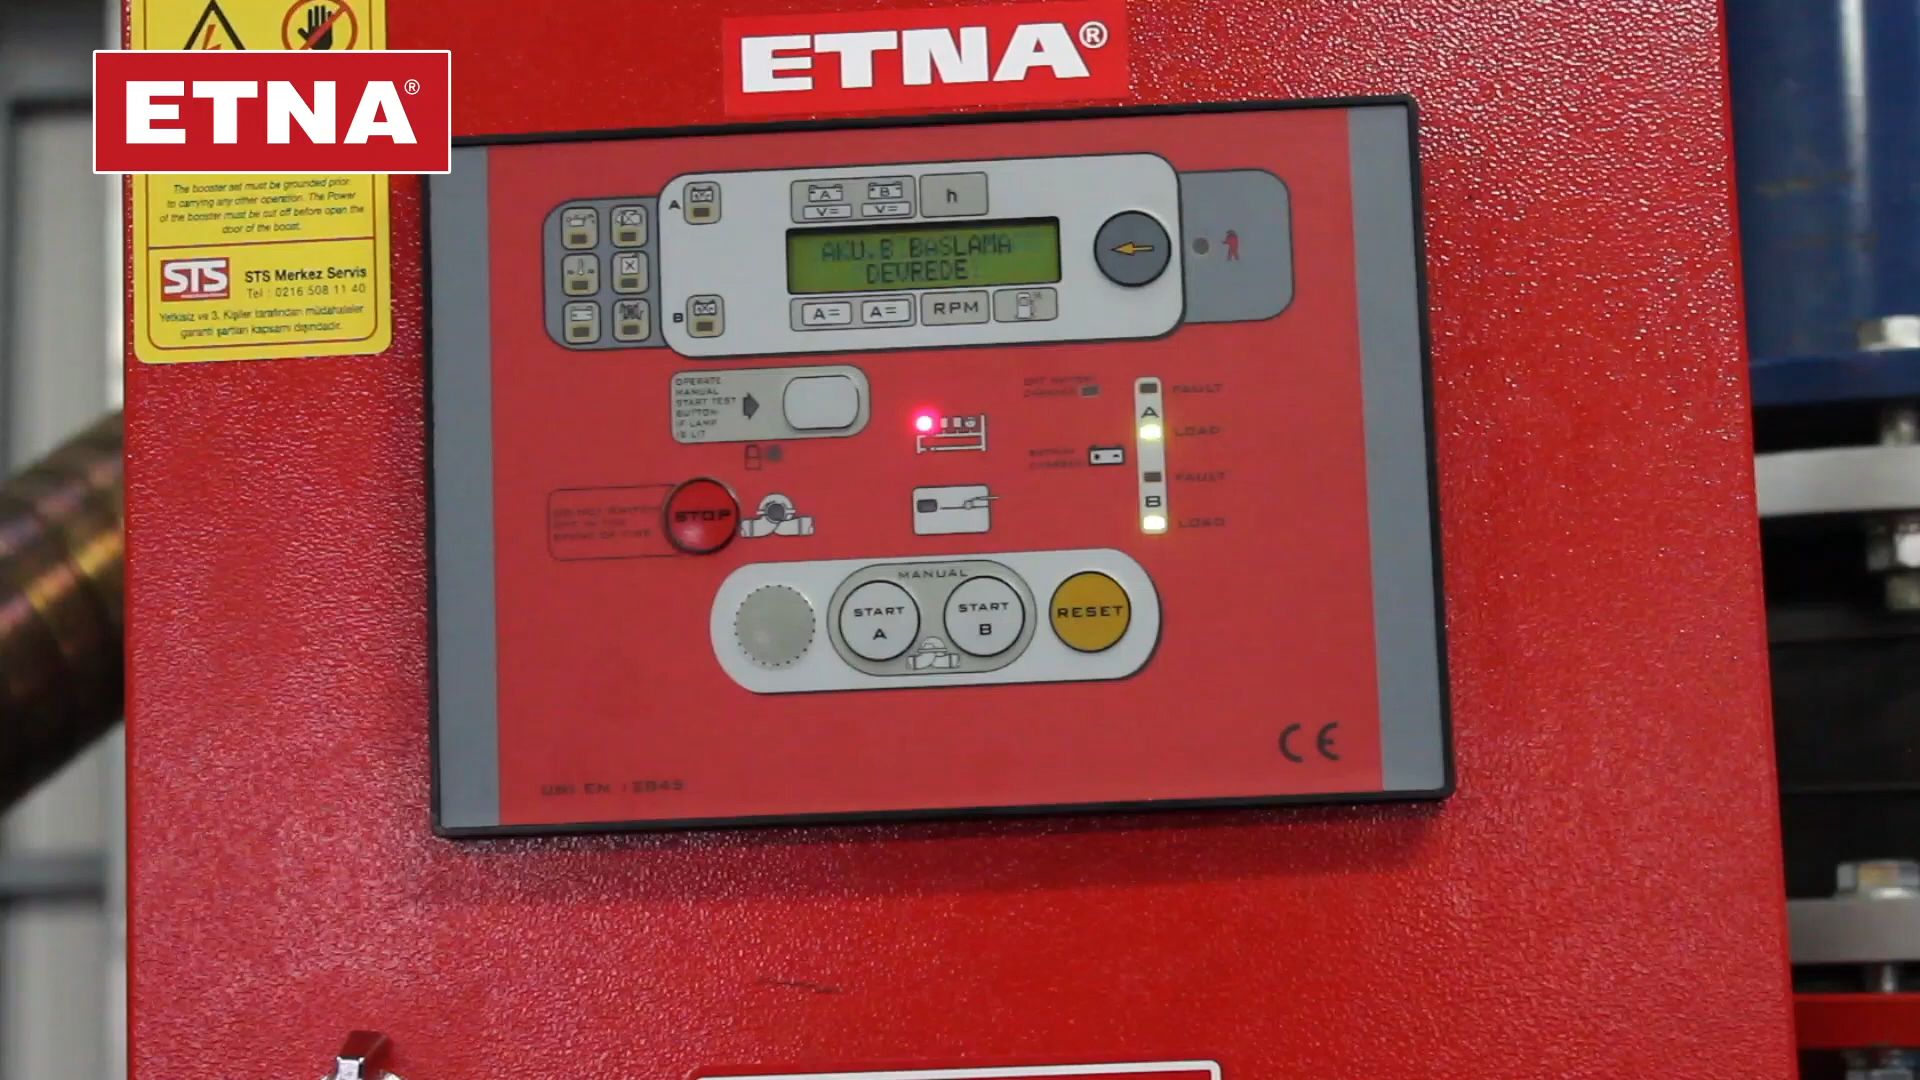 ETNA®
ETNA®
The booster set must be grounded prior
to carrying any other operation. The Power
of the booster must be cut off before open the
door of the boost.
STS
STS Merkez Servis
Tel : 0216 508 11 40
Yetkisiz ve 3. Kişiler tarafından müdahaleler
garanti şartları kapsamı dışındadır.
A
A
V=
B
V=
h
AKU.B BASLAMA
DEVREDE
B
A=
A=
RPM
OPERATE
MANUAL
START TEST
BUTTON
IF LAMP
IS LIT
FAULT
A
LOAD
FAULT
B
LOAD
STOP
MANUAL
START
A
START
B
RESET
CE
UNI EN 12845